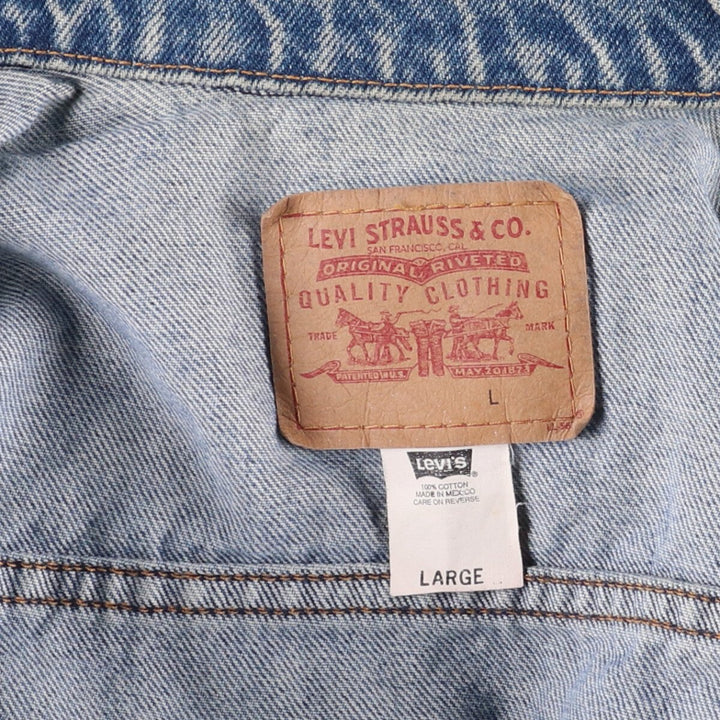 LEVI STRAUSS & CO.
SAN FRANCISCO, CAL.
ORIGINAL RIVETED
QUALITY CLOTHING
TRADE MARK
PATENTED IN U.S. MAY 20 1873
L
Levi's ®
100% COTTON
MADE IN MEXICO
CARE ON REVERSE
LARGE